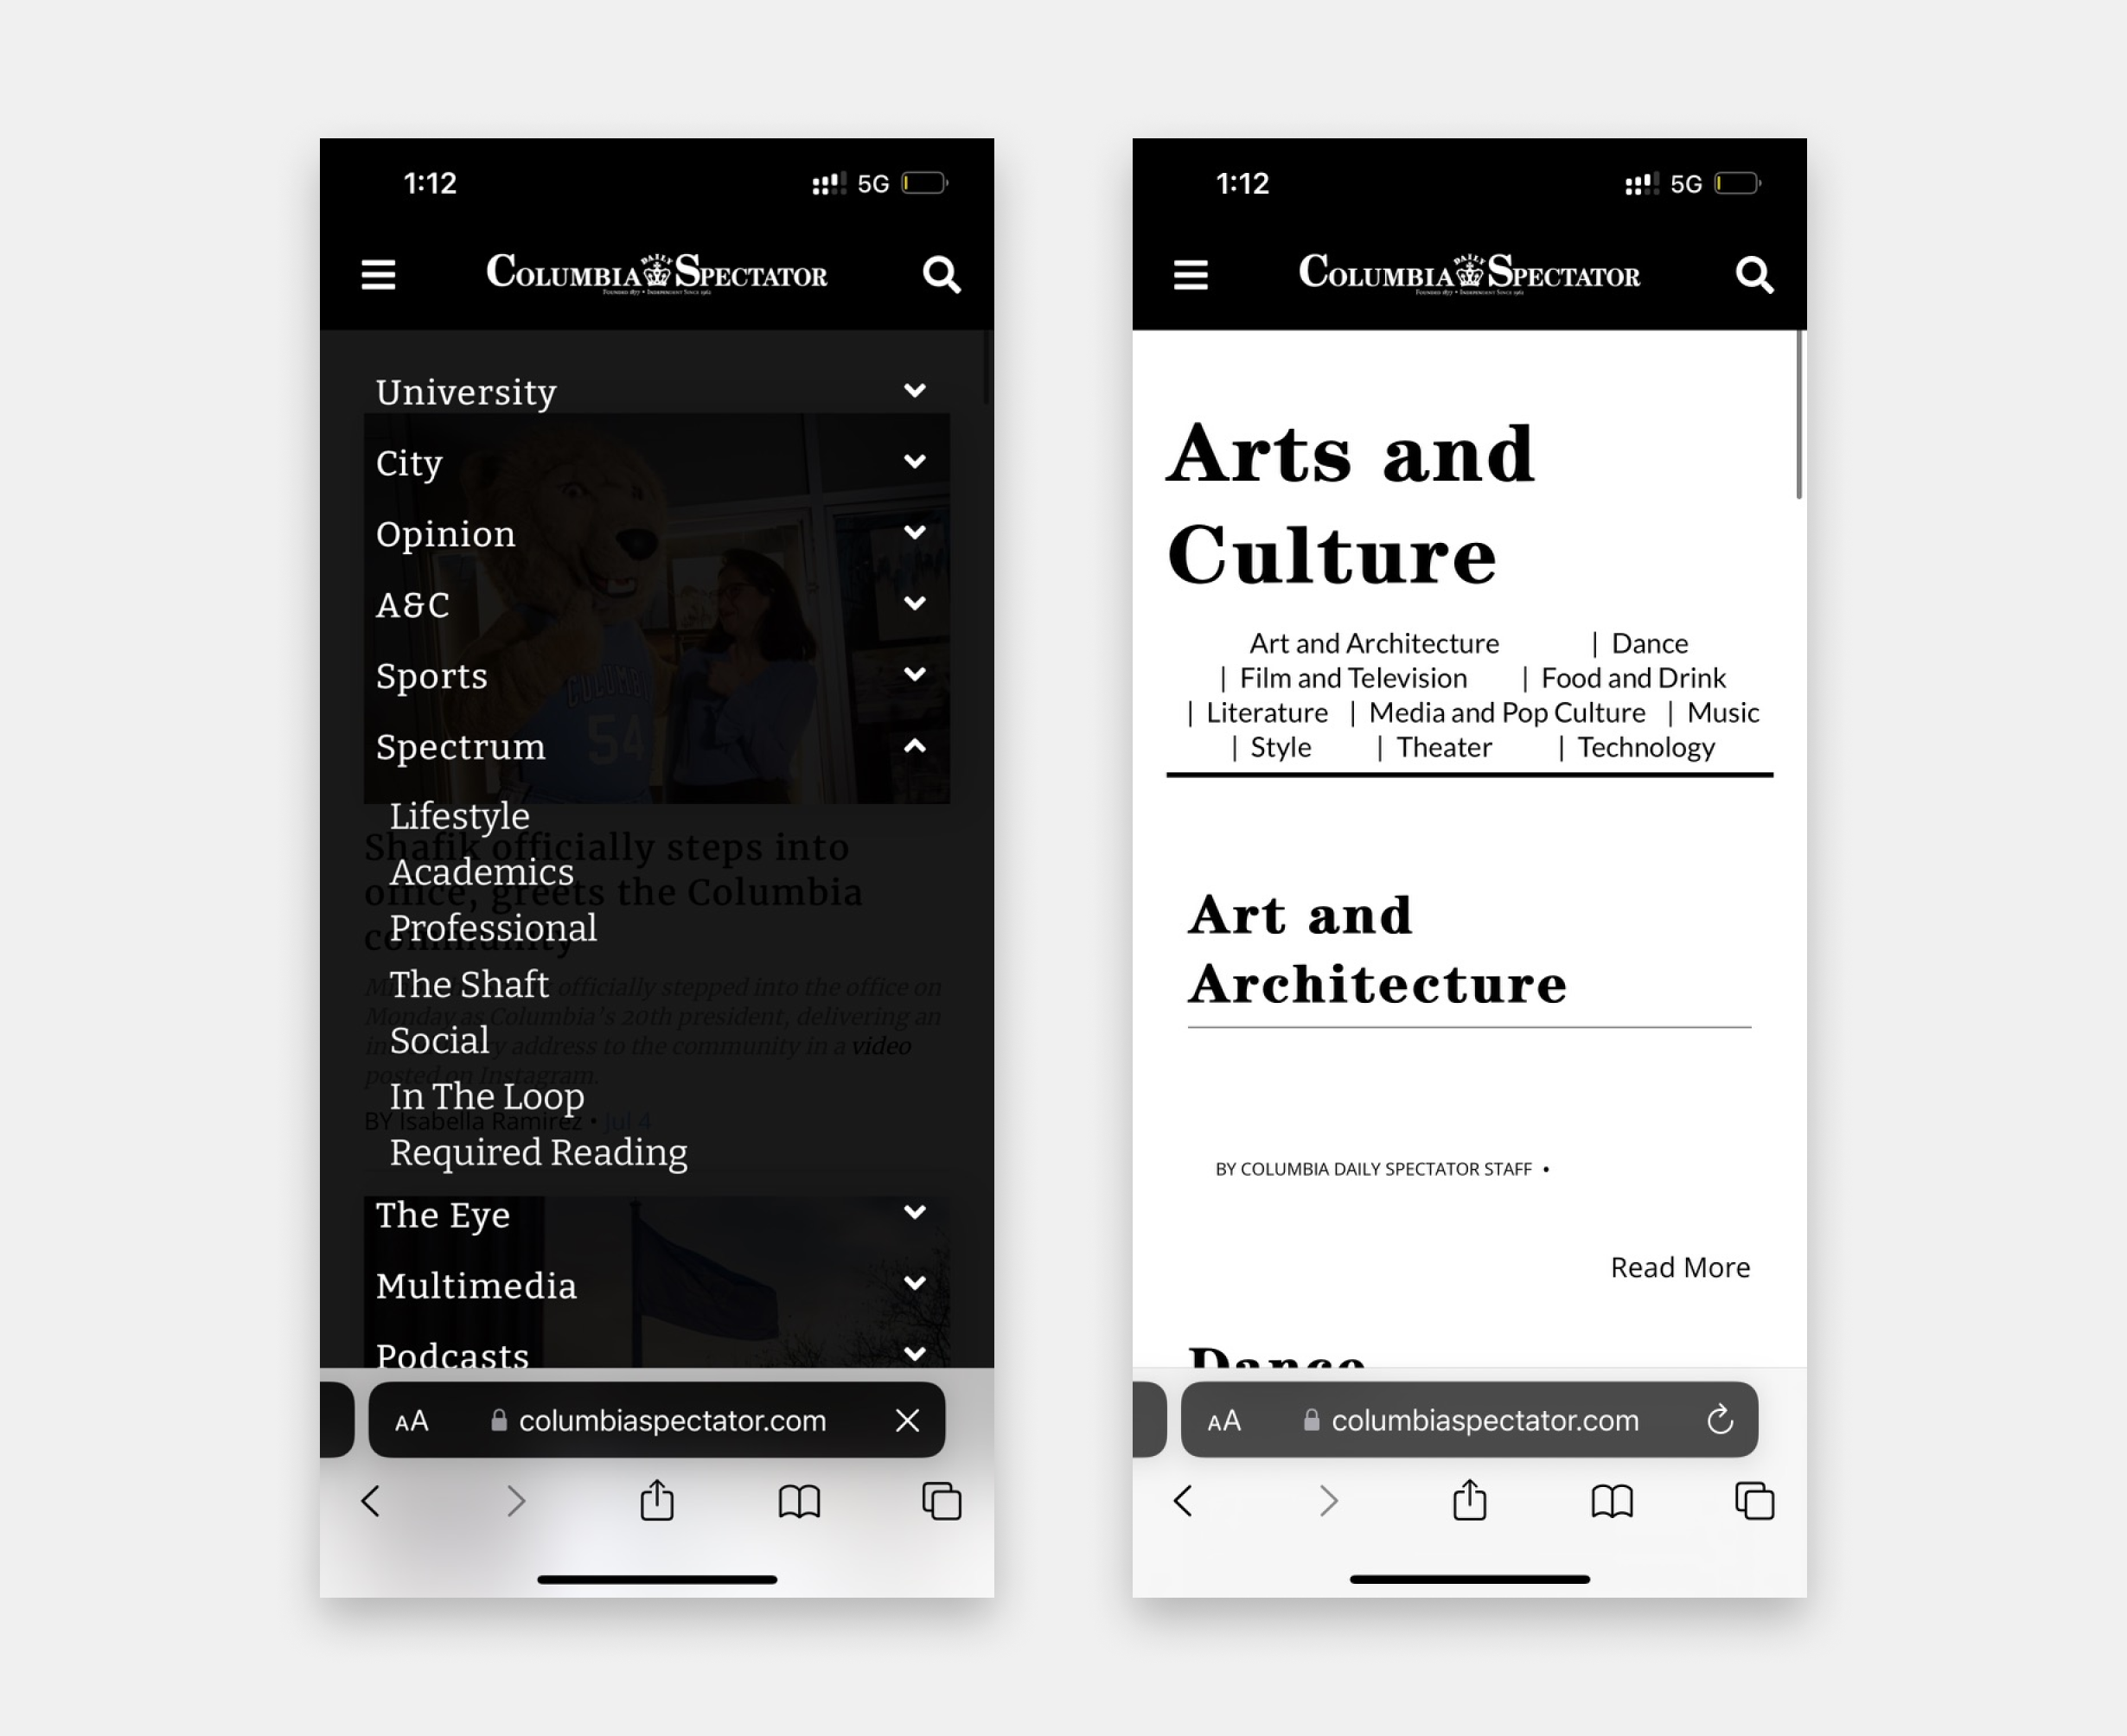 1:12
5G
COLUMBIA DAILY SPECTATOR
University
City
Opinion
A&C
Sports
COLUMB
54
Spectrum
Lifestyle
Shafik officially steps into
Academics
office, greets the Columbia
Professional
community
The Shaft
officially stepped into the office on
Monday as Columbia's 20th president, delivering an
Social
address to the community in a video
posted on Instagram.
In The Loop
BY Isabella Ramirez • Jul 4
Required Reading
The Eye
Multimedia
Podcasts
AA columbiaspectator.com
1:12
5G
COLUMBIA DAILY SPECTATOR
Arts and
Culture
Art and Architecture | Dance
| Film and Television | Food and Drink
| Literature | Media and Pop Culture | Music
| Style | Theater | Technology
Art and
Architecture
BY COLUMBIA DAILY SPECTATOR STAFF •
Read More
Dance
AA columbiaspectator.com